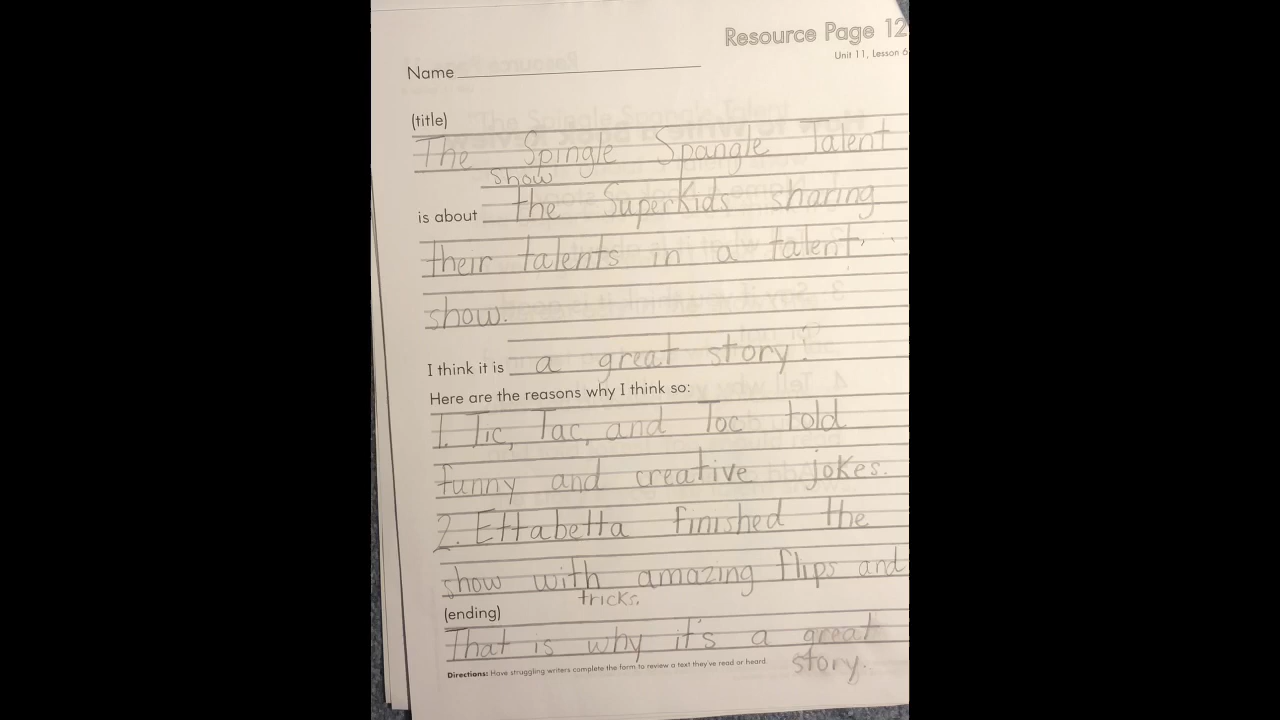 Resource Page 12
Unit 11, Lesson 6
Name
(title)
The Spingle Spangle Talent
Show
is about the Superkids sharing
their talents in a talent
show.
I think it is a great story!
Here are the reasons why I think so:
1. Tic, Tac, and Toc told
funny and creative jokes.
2. Ettabetta finished the
show with amazing flips and
tricks.
(ending)
That is why it's a great
story.
Directions: Have struggling writers complete the form to review a text they've read or heard.